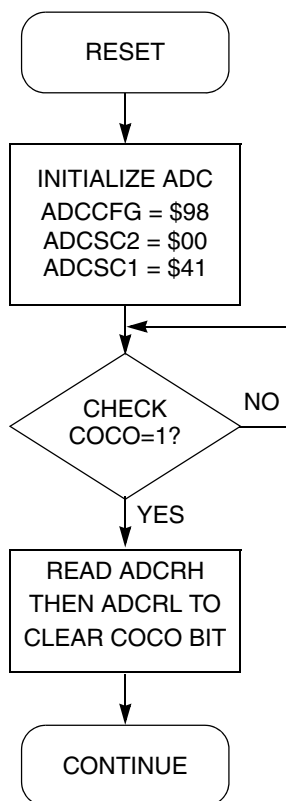 RESET
INITIALIZE ADC
ADCCFG = $98
ADCSC2 = $00
ADCSC1 = $41
CHECK
COCO=1?
NO
YES
READ ADCRH
THEN ADCRL TO
CLEAR COCO BIT
CONTINUE